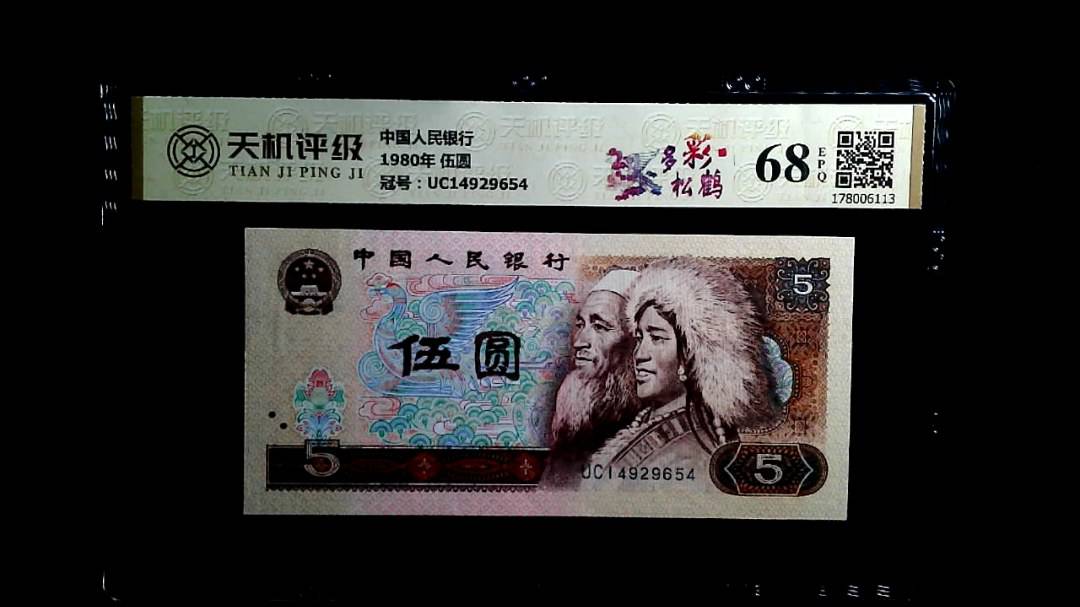 天机评级
TIAN JI PING JI
中国人民银行
1980年 伍圆
冠号：UC14929654
多彩
松鹤
68
EPQ
178006113
中国人民银行
5
伍圆
5
UC14929654
5